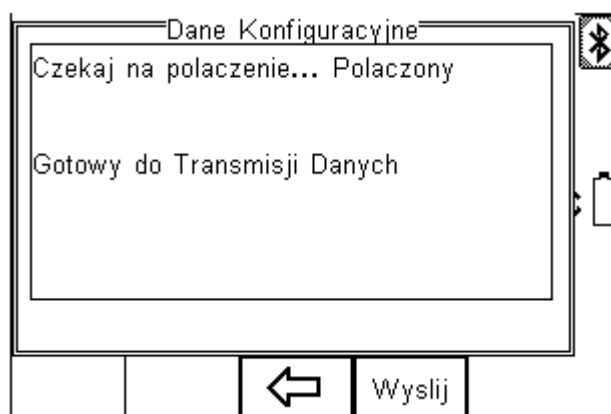 Dane Konfiguracyjne
Czekaj na polaczenie... Polaczony
Gotowy do Transmisji Danych
Wyslij